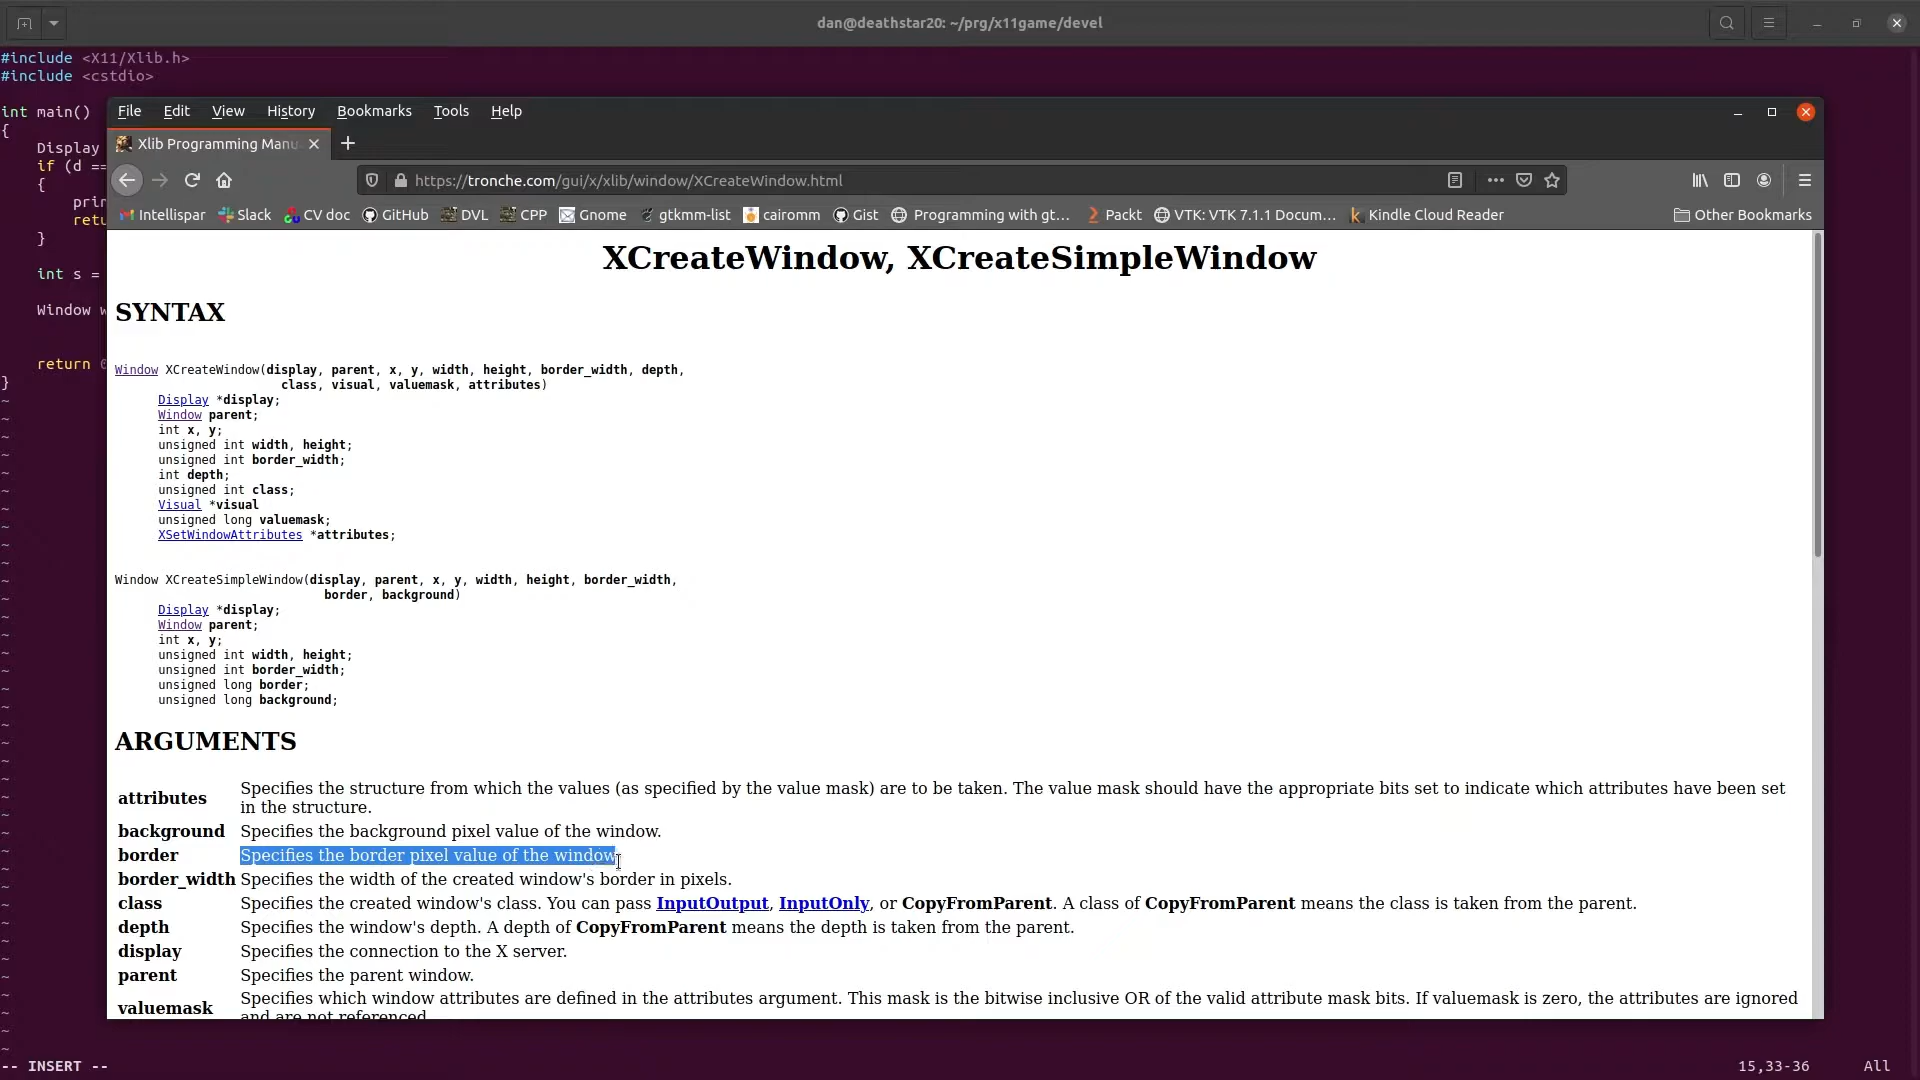 dan@deathstar20: ~/prg/x11game/devel
#include <X11/Xlib.h>
#include <cstdio>
int main()
{
Display
if (d ==
{
prin
retu
}
int s =
Window w
return 0
}
File Edit View History Bookmarks Tools Help
Xlib Programming Manu
https://tronche.com/gui/x/xlib/window/XCreateWindow.html
Intellispar Slack CV doc GitHub DVL CPP Gnome gtkmm-list cairomm Gist Programming with gt... Packt VTK: VTK 7.1.1 Docum... Kindle Cloud Reader Other Bookmarks
XCreateWindow, XCreateSimpleWindow
SYNTAX
Window XCreateWindow(display, parent, x, y, width, height, border_width, depth,
class, visual, valuemask, attributes)
Display *display;
Window parent;
int x, y;
unsigned int width, height;
unsigned int border_width;
int depth;
unsigned int class;
Visual *visual
unsigned long valuemask;
XSetWindowAttributes *attributes;
Window XCreateSimpleWindow(display, parent, x, y, width, height, border_width,
border, background)
Display *display;
Window parent;
int x, y;
unsigned int width, height;
unsigned int border_width;
unsigned long border;
unsigned long background;
ARGUMENTS
attributes Specifies the structure from which the values (as specified by the value mask) are to be taken. The value mask should have the appropriate bits set to indicate which attributes have been set
in the structure.
background Specifies the background pixel value of the window.
border Specifies the border pixel value of the window
border_width Specifies the width of the created window's border in pixels.
class Specifies the created window's class. You can pass InputOutput, InputOnly, or CopyFromParent. A class of CopyFromParent means the class is taken from the parent.
depth Specifies the window's depth. A depth of CopyFromParent means the depth is taken from the parent.
display Specifies the connection to the X server.
parent Specifies the parent window.
valuemask Specifies which window attributes are defined in the attributes argument. This mask is the bitwise inclusive OR of the valid attribute mask bits. If valuemask is zero, the attributes are ignored
and are not referenced.
-- INSERT -- 15,33-36 All